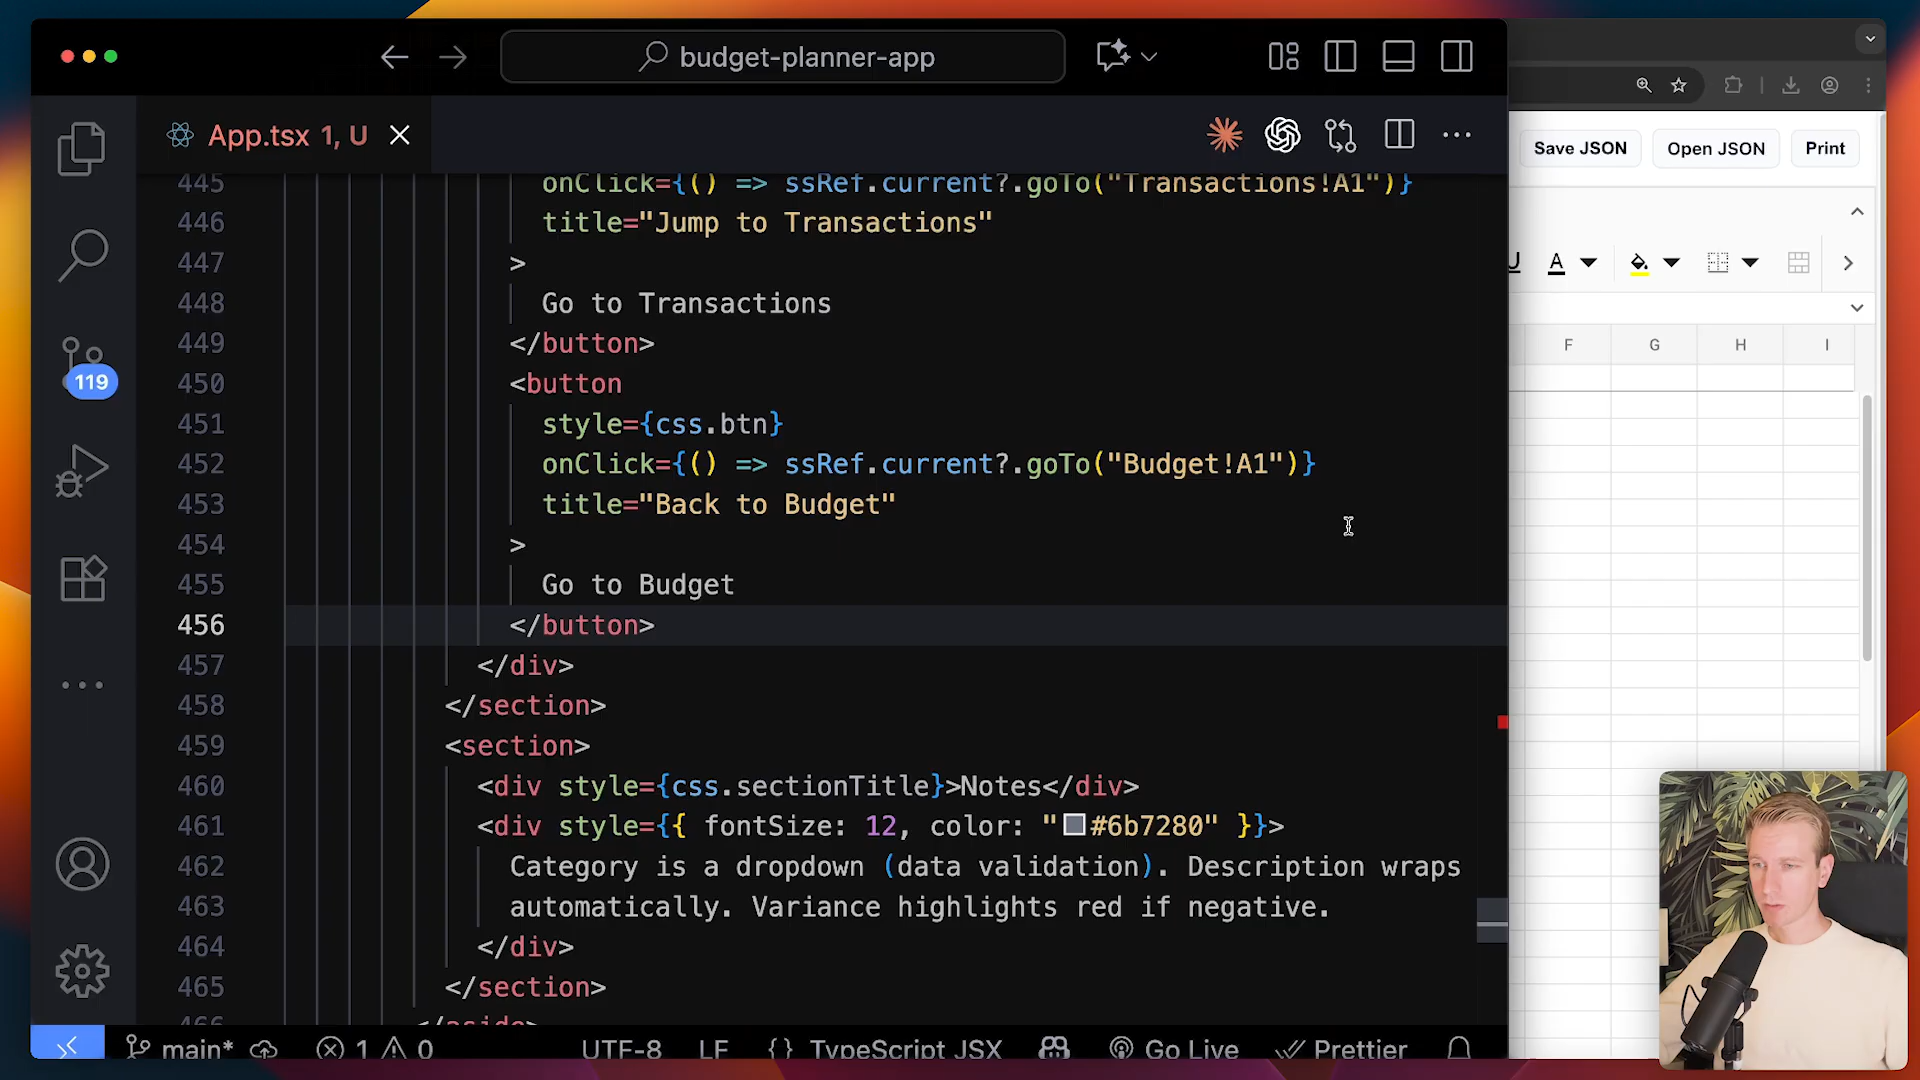 budget-planner-app
App.tsx 1, U
Save JSON
Open JSON
Print
445 onClick={() => ssRef.current?.goTo("Transactions!A1")}
446 title="Jump to Transactions"
447 >
448 Go to Transactions
449 </button>
450 <button
451 style={css.btn}
452 onClick={() => ssRef.current?.goTo("Budget!A1")}
453 title="Back to Budget"
454 >
455 Go to Budget
456 </button>
457 </div>
458 </section>
459 <section>
460 <div style={css.sectionTitle}>Notes</div>
461 <div style={{ fontSize: 12, color: "#6b7280" }}>
462 Category is a dropdown (data validation). Description wraps
463 automatically. Variance highlights red if negative.
464 </div>
465 </section>
466 </aside>
119
U A
F G H I
main* 1 0 UTF-8 LF {} TypeScript JSX Go Live Prettier